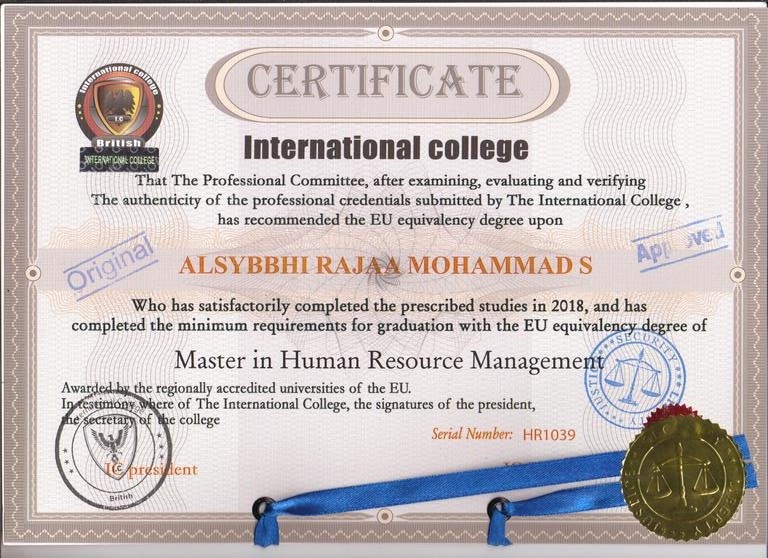 CERTIFICATE
International college
I.C
British
INTERNATIONAL COLLEGE
International college
That The Professional Committee, after examining, evaluating and verifying
The authenticity of the professional credentials submitted by The International College ,
has recommended the EU equivalency degree upon
Original
Approved
ALSYBBHI RAJAA MOHAMMAD S
Who has satisfactorily completed the prescribed studies in 2018, and has
completed the minimum requirements for graduation with the EU equivalency degree of
Master in Human Resource Management
Awarded by the regionally accredited universities of the EU.
In testimony where of The International College, the signatures of the president,
the secretary of the college
SECURITY
Serial Number: HR1039
IC president
British